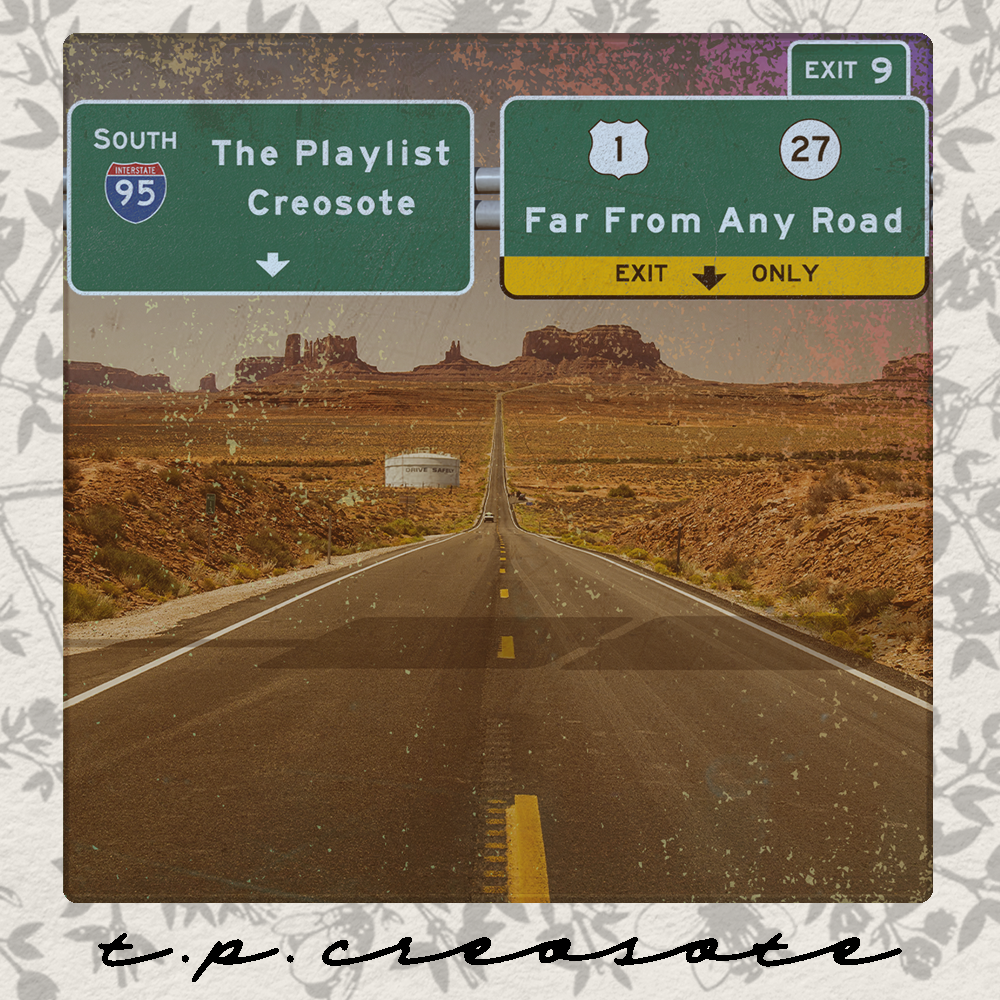 SOUTH
INTERSTATE
95
The Playlist
Creosote
EXIT 9
1
27
Far From Any Road
EXIT ONLY
DRIVE SAFELY
t.p.creosote